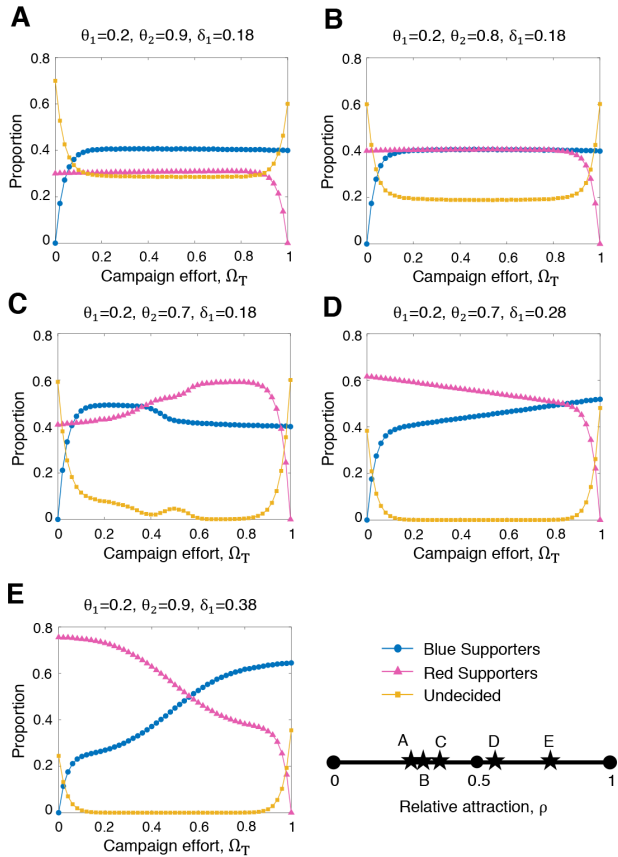 A
θ1=0.2, θ2=0.9, δ1=0.18
0.8
0.6
0.4
0.2
0
Proportion
0 0.2 0.4 0.6 0.8 1
Campaign effort, ΩT
B
θ1=0.2, θ2=0.8, δ1=0.18
0.8
0.6
0.4
0.2
0
Proportion
0 0.2 0.4 0.6 0.8 1
Campaign effort, ΩT
C
θ1=0.2, θ2=0.7, δ1=0.18
0.8
0.6
0.4
0.2
0
Proportion
0 0.2 0.4 0.6 0.8 1
Campaign effort, ΩT
D
θ1=0.2, θ2=0.7, δ1=0.28
0.8
0.6
0.4
0.2
0
Proportion
0 0.2 0.4 0.6 0.8 1
Campaign effort, ΩT
E
θ1=0.2, θ2=0.9, δ1=0.38
0.8
0.6
0.4
0.2
0
Proportion
0 0.2 0.4 0.6 0.8 1
Campaign effort, ΩT
Blue Supporters
Red Supporters
Undecided
A C D E
B
0 0.5 1
Relative attraction, ρ